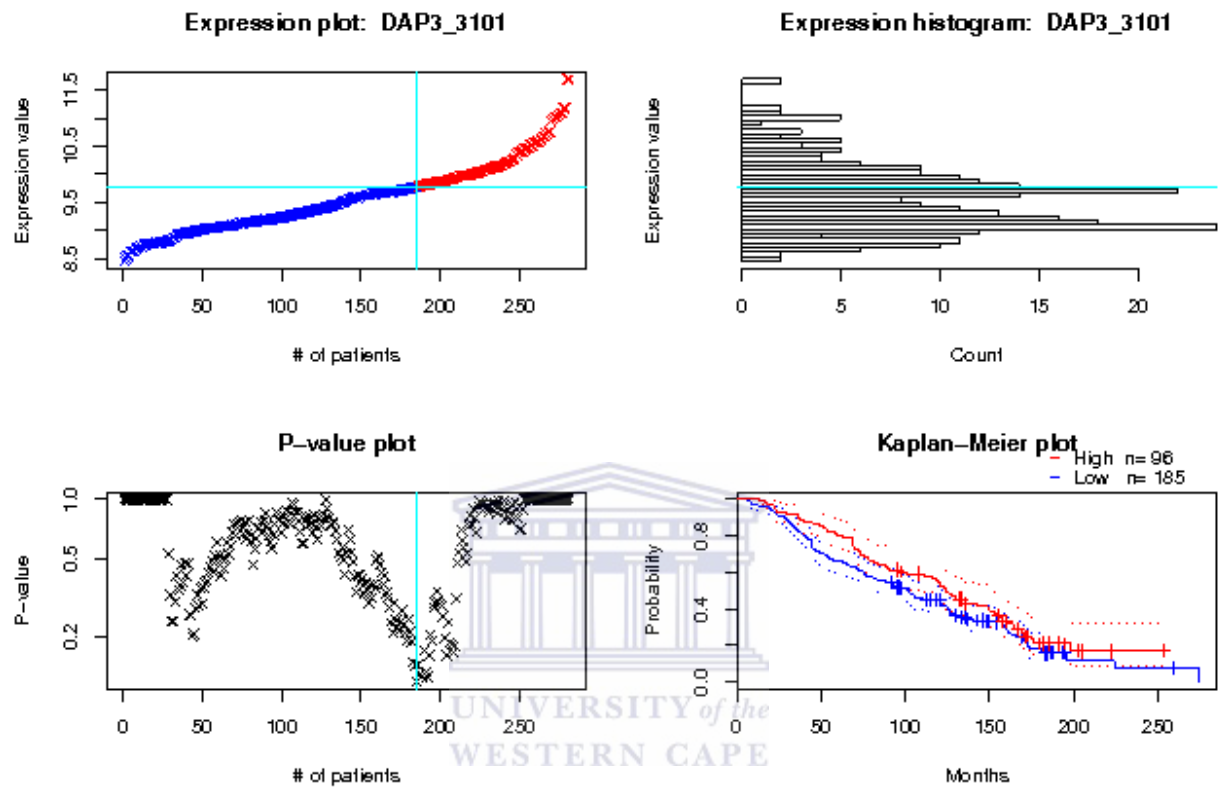 Expression plot: DAP3_3101
Expression value
11.5
10.5
9.5
8.5
0 50 100 150 200 250
# of patients
Expression histogram: DAP3_3101
Expression value
0 5 10 15 20
Count
P-value plot
P-value
1.0
0.5
0.2
0 50 100 150 200 250
# of patients
Kaplan-Meier plot
High n= 96
Low n= 185
Probability
0.8
0.4
0.0
0 50 100 150 200 250
Months
UNIVERSITY of the
WESTERN CAPE